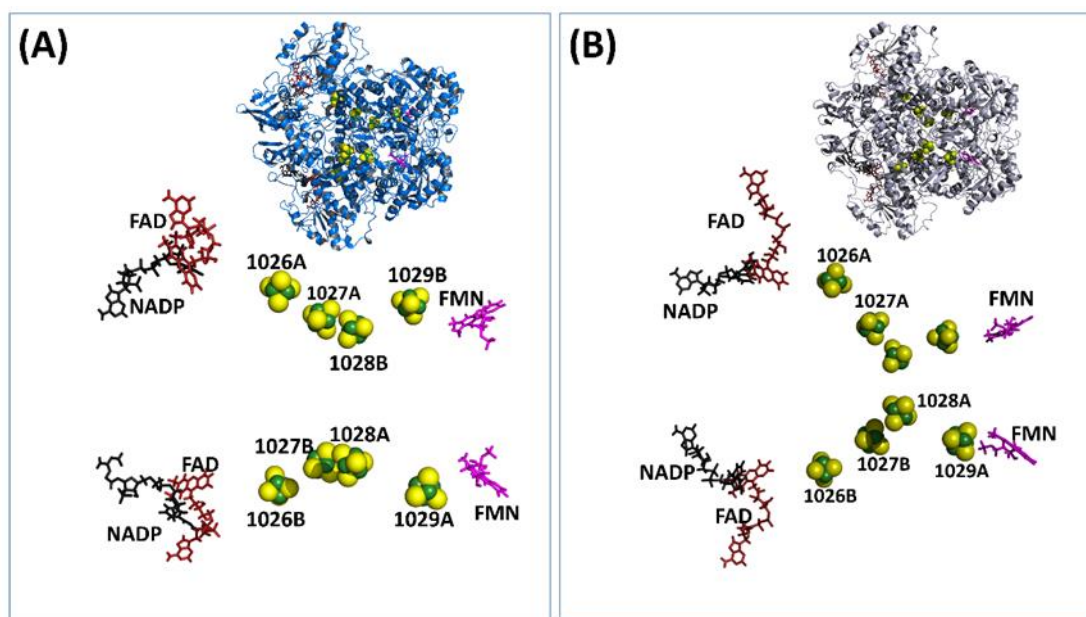 (A)
FAD
NADP
1026A
1027A
1028B
1029B
FMN
1027B
1028A
FAD
NADP
1026B
1029A
FMN
(B)
FAD
NADP
1026A
1027A
FMN
1028A
NADP
FAD
1026B
1027B
1029A
FMN